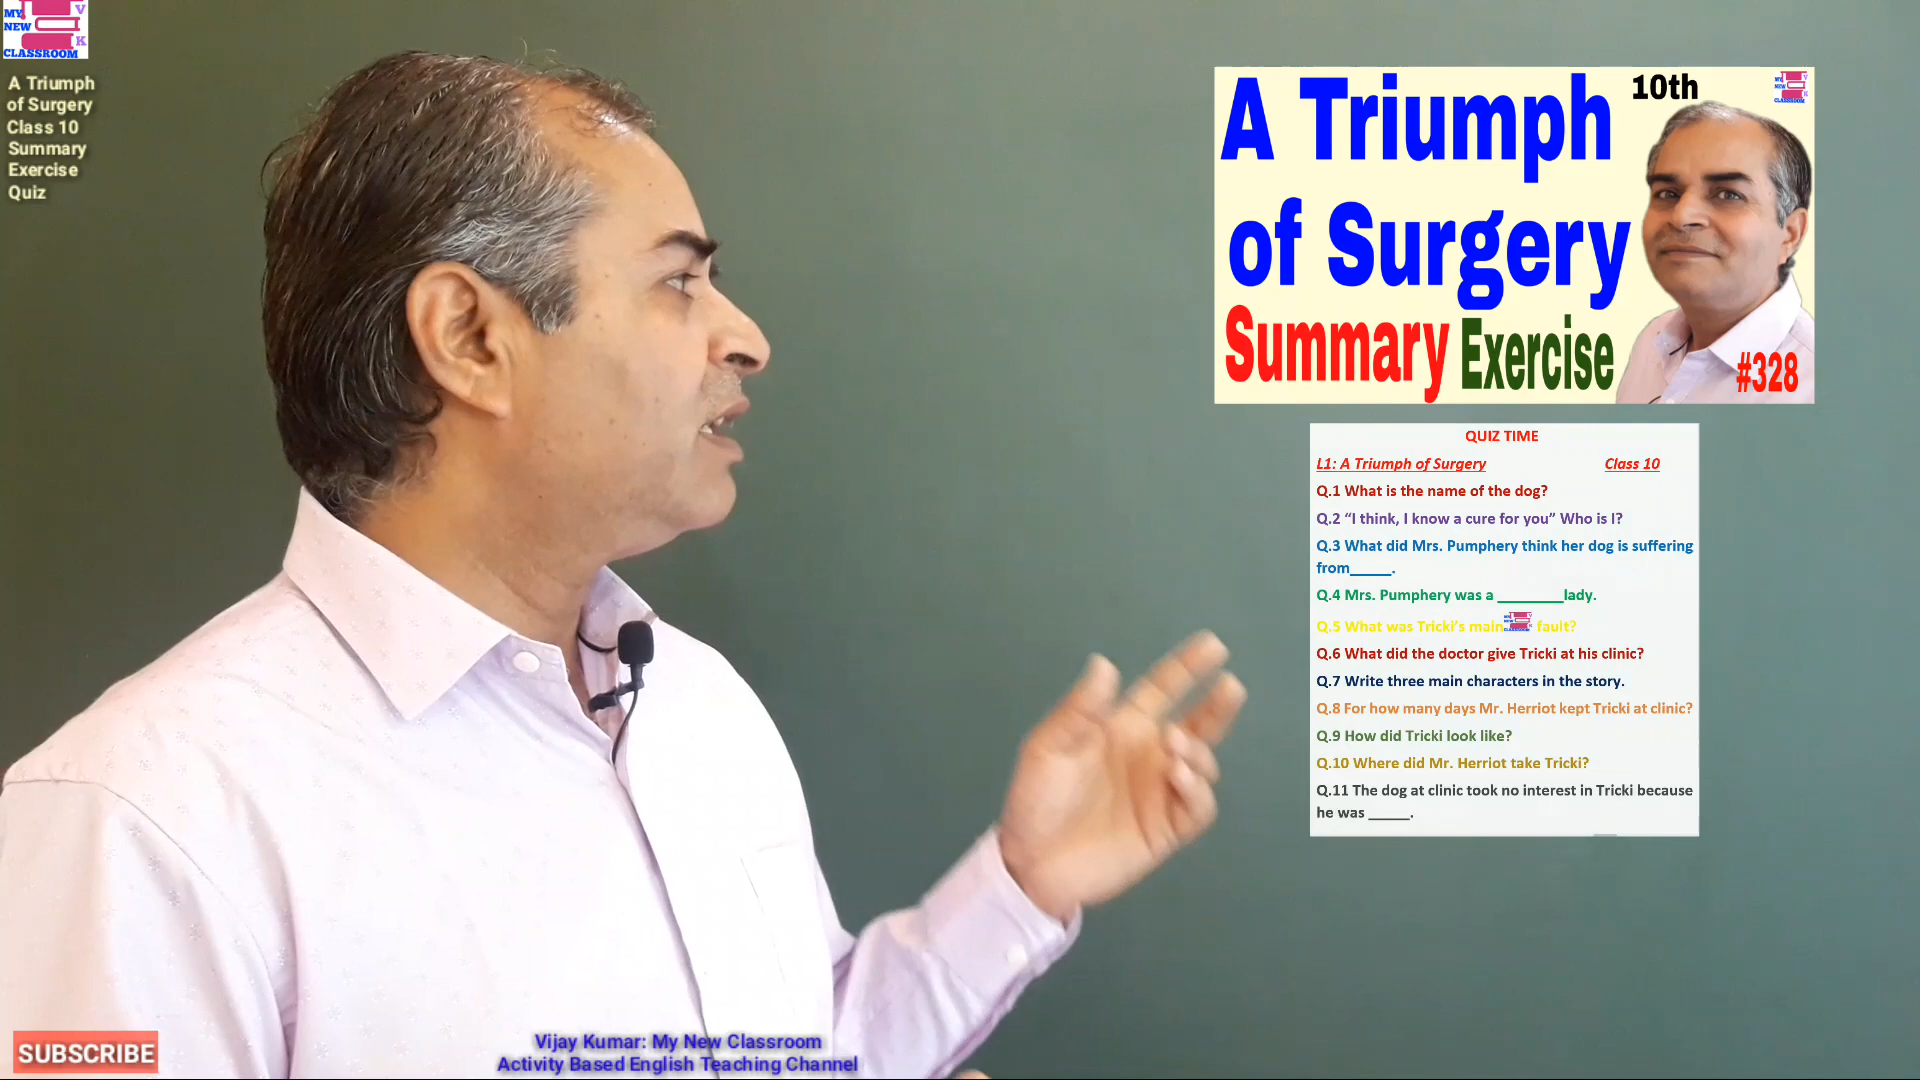 MY
NEW
V
K
CLASSROOM
A Triumph
of Surgery
Class 10
Summary
Exercise
Quiz
A Triumph
10th
of Surgery
Summary Exercise
#328
MY
NEW
V
K
CLASSROOM
QUIZ TIME
L1: A Triumph of Surgery Class 10
Q.1 What is the name of the dog?
Q.2 “I think, I know a cure for you” Who is I?
Q.3 What did Mrs. Pumphery think her dog is suffering
from_____.
Q.4 Mrs. Pumphery was a ________lady.
Q.5 What was Tricki's main fault?
Q.6 What did the doctor give Tricki at his clinic?
Q.7 Write three main characters in the story.
Q.8 For how many days Mr. Herriot kept Tricki at clinic?
Q.9 How did Tricki look like?
Q.10 Where did Mr. Herriot take Tricki?
Q.11 The dog at clinic took no interest in Tricki because
he was _____.
SUBSCRIBE
Vijay Kumar: My New Classroom
Activity Based English Teaching Channel